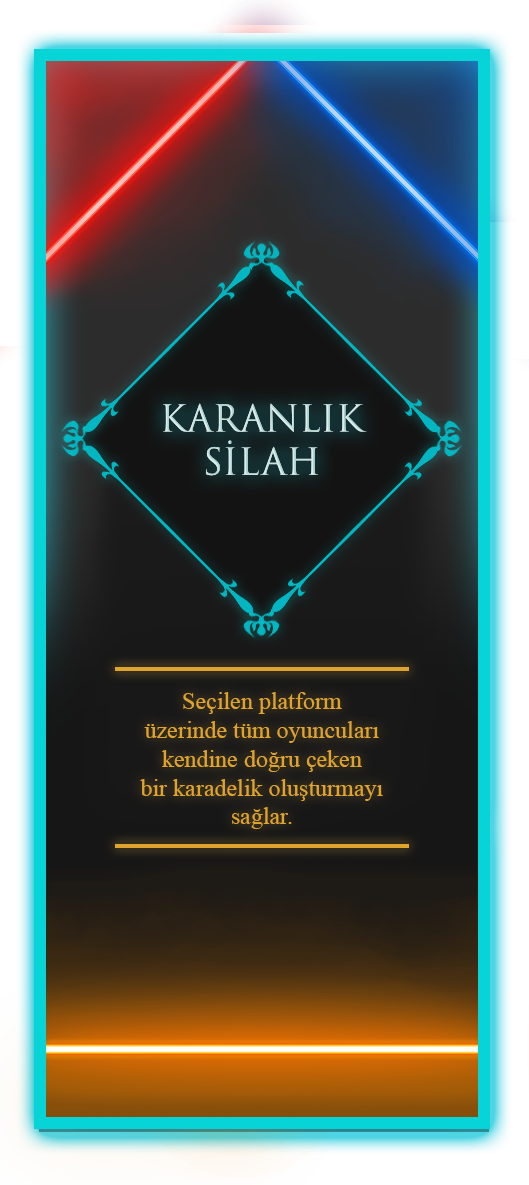 KARANLIK
SİLAH
Seçilen platform
üzerinde tüm oyuncuları
kendine doğru çeken
bir karadelik oluşturmayı
sağlar.